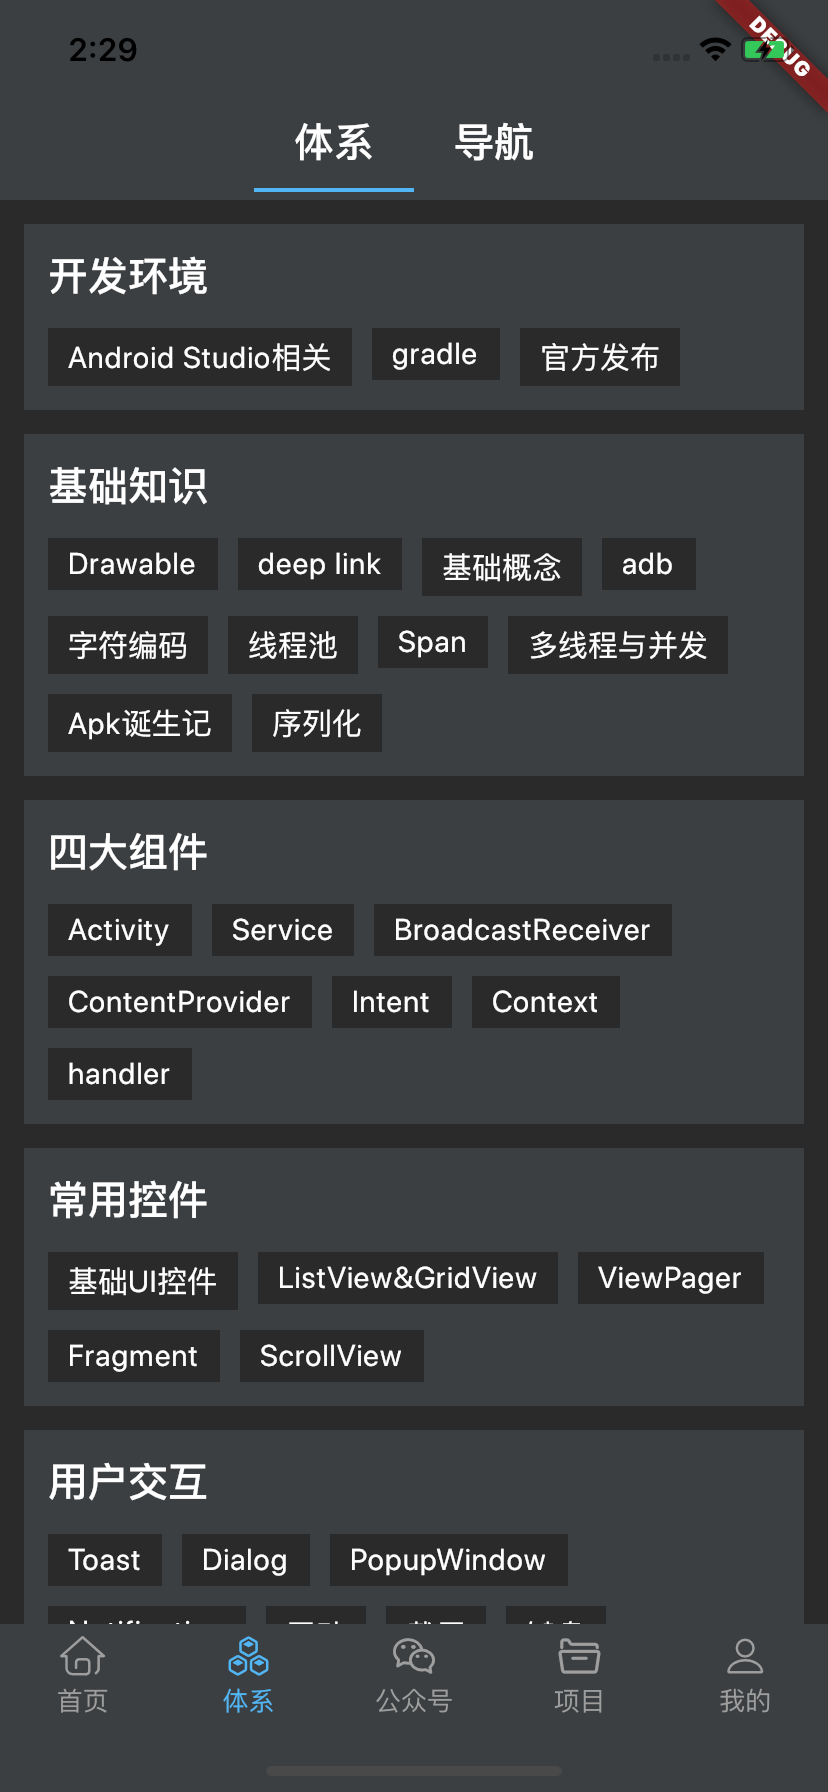 2:29
DEBUG
体系 导航
开发环境
Android Studio相关 gradle 官方发布
基础知识
Drawable deep link 基础概念 adb
字符编码 线程池 Span 多线程与并发
Apk诞生记 序列化
四大组件
Activity Service BroadcastReceiver
ContentProvider Intent Context
handler
常用控件
基础UI控件 ListView&GridView ViewPager
Fragment ScrollView
用户交互
Toast Dialog PopupWindow
首页 体系 公众号 项目 我的